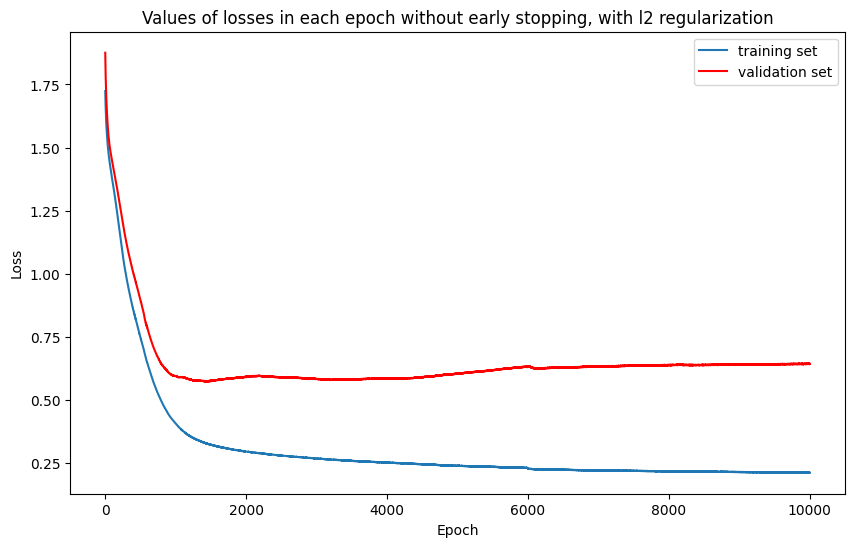 Values of losses in each epoch without early stopping, with l2 regularization
training set
validation set
1.75
1.50
1.25
1.00
0.75
0.50
0.25
Loss
0 2000 4000 6000 8000 10000
Epoch